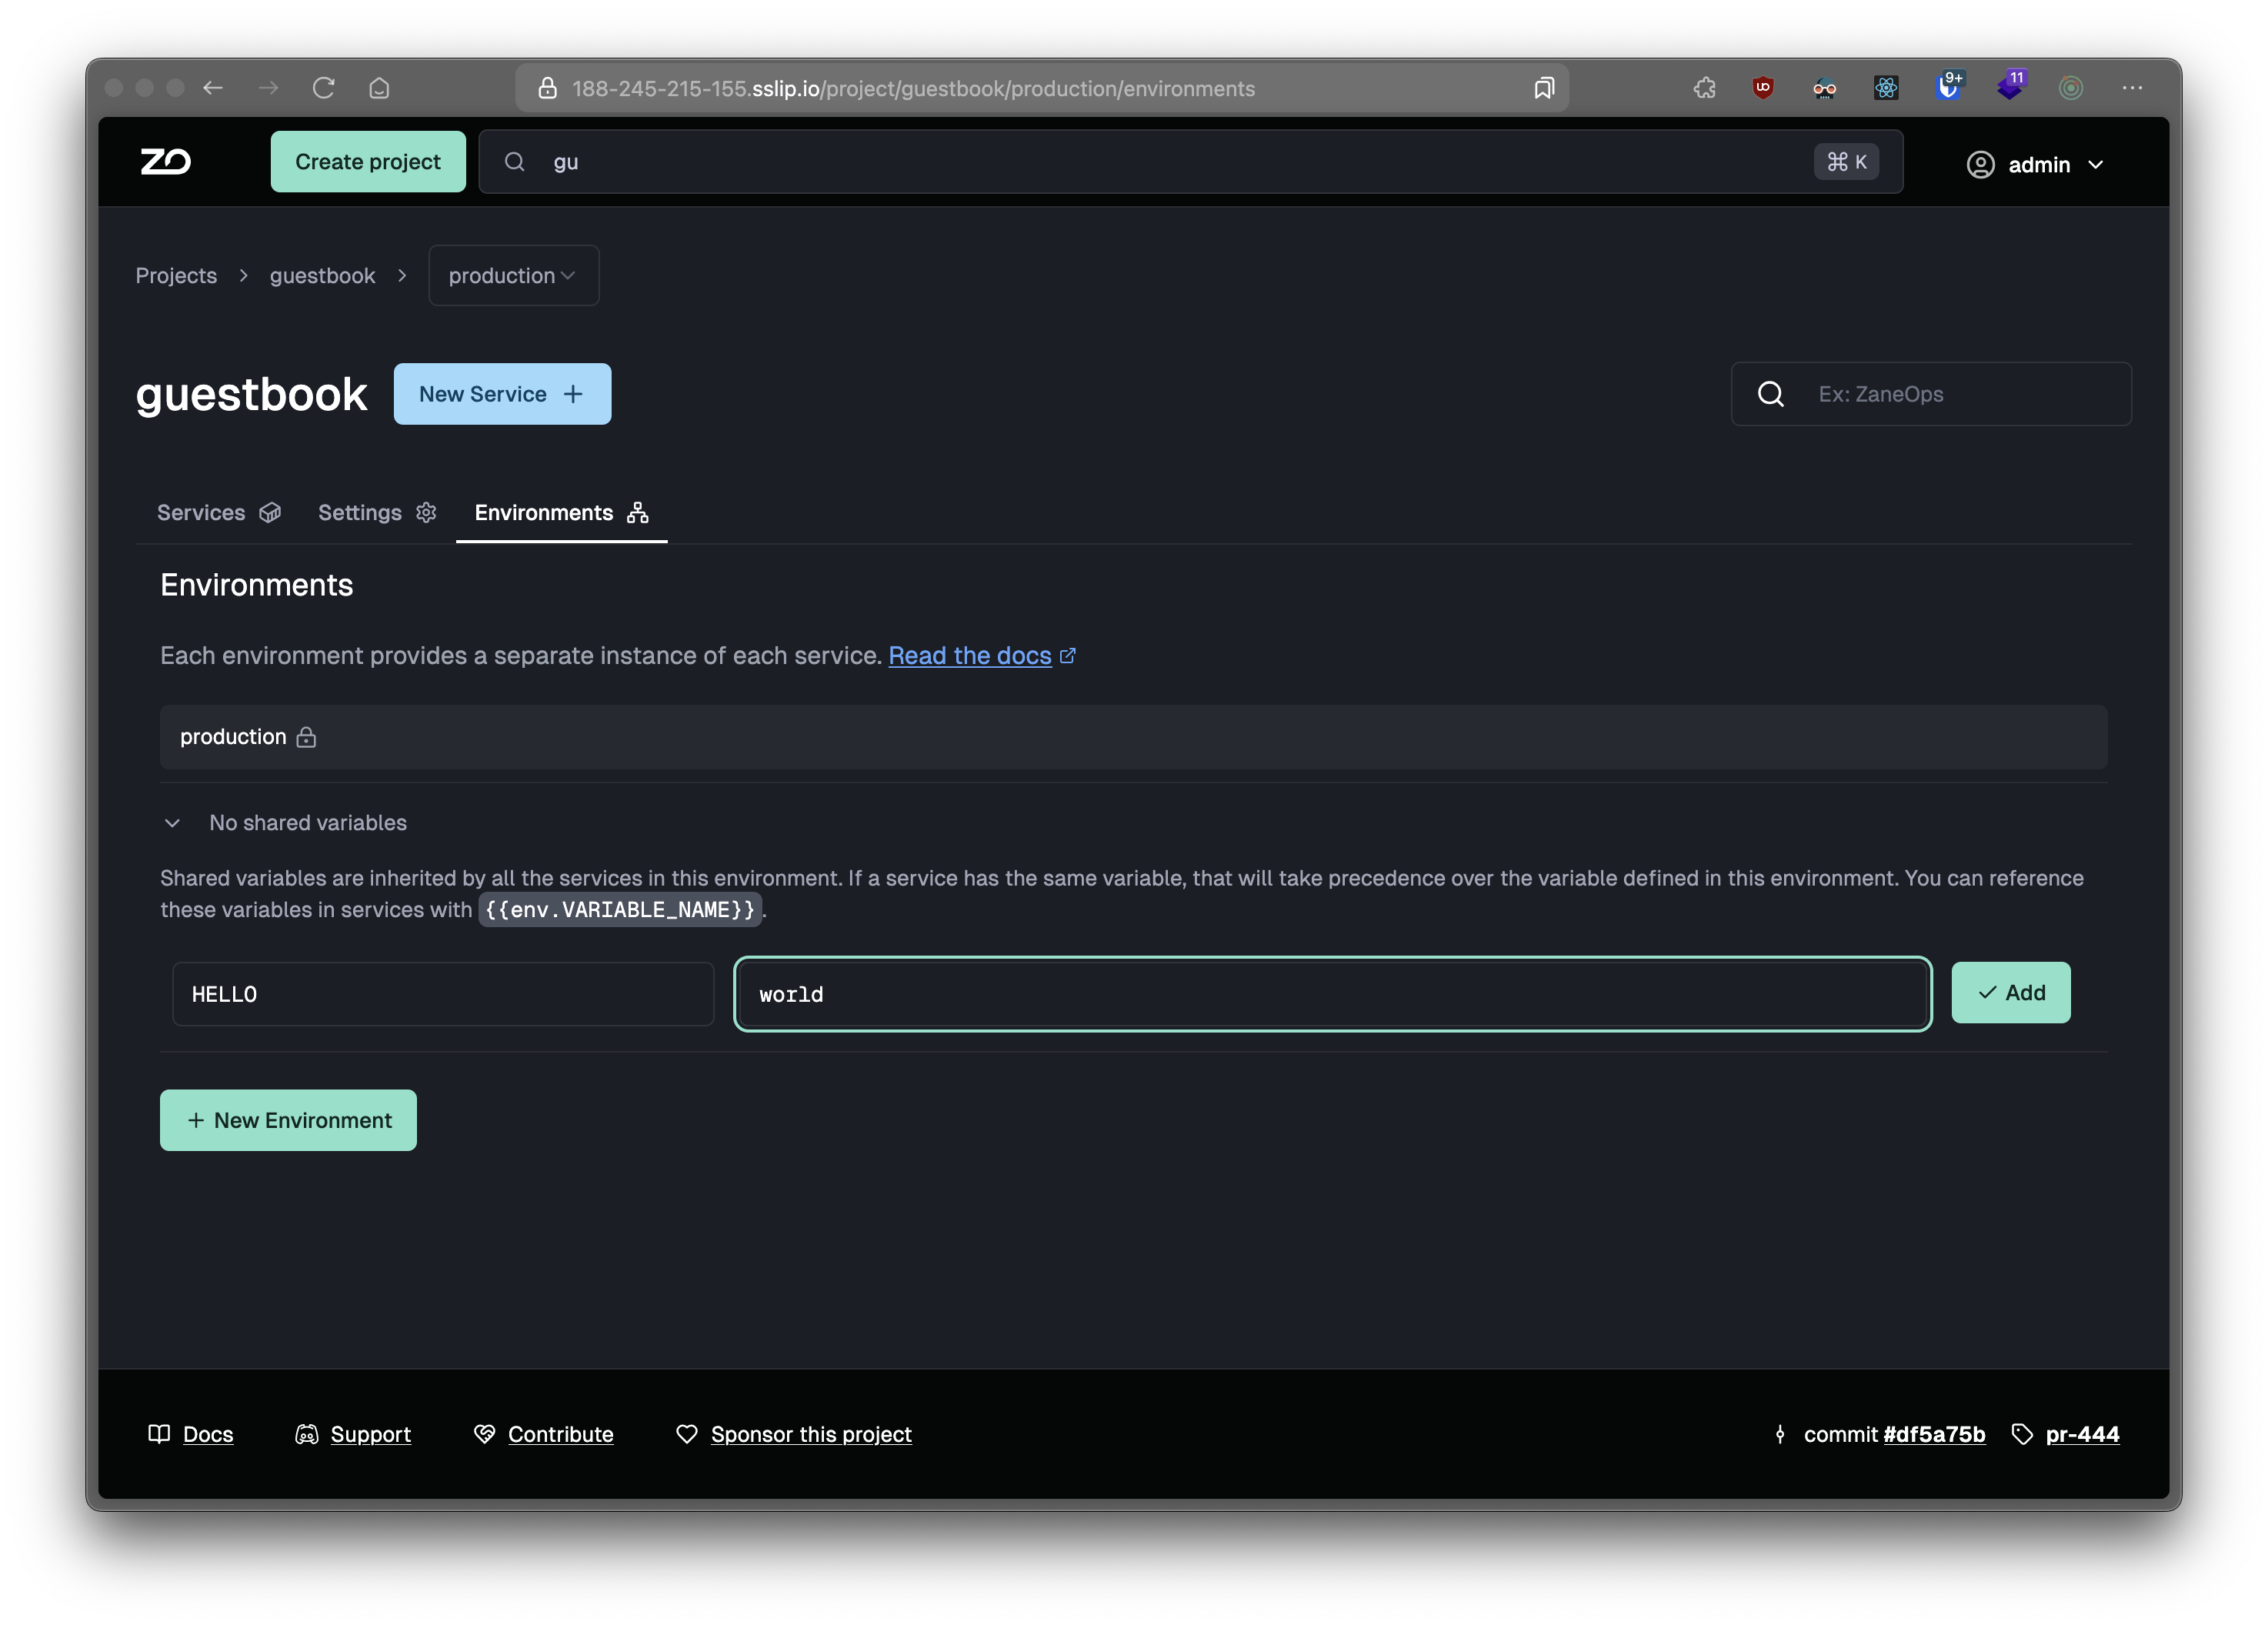 188-245-215-155.sslip.io/project/guestbook/production/environments
9+
11
ZO
Create project
gu
⌘ K
admin
Projects > guestbook > production
guestbook
New Service +
Ex: ZaneOps
Services
Settings
Environments
Environments
Each environment provides a separate instance of each service. Read the docs
production
No shared variables
Shared variables are inherited by all the services in this environment. If a service has the same variable, that will take precedence over the variable defined in this environment. You can reference
these variables in services with {{env.VARIABLE_NAME}}.
HELLO
world
Add
+ New Environment
Docs
Support
Contribute
Sponsor this project
commit #df5a75b
pr-444